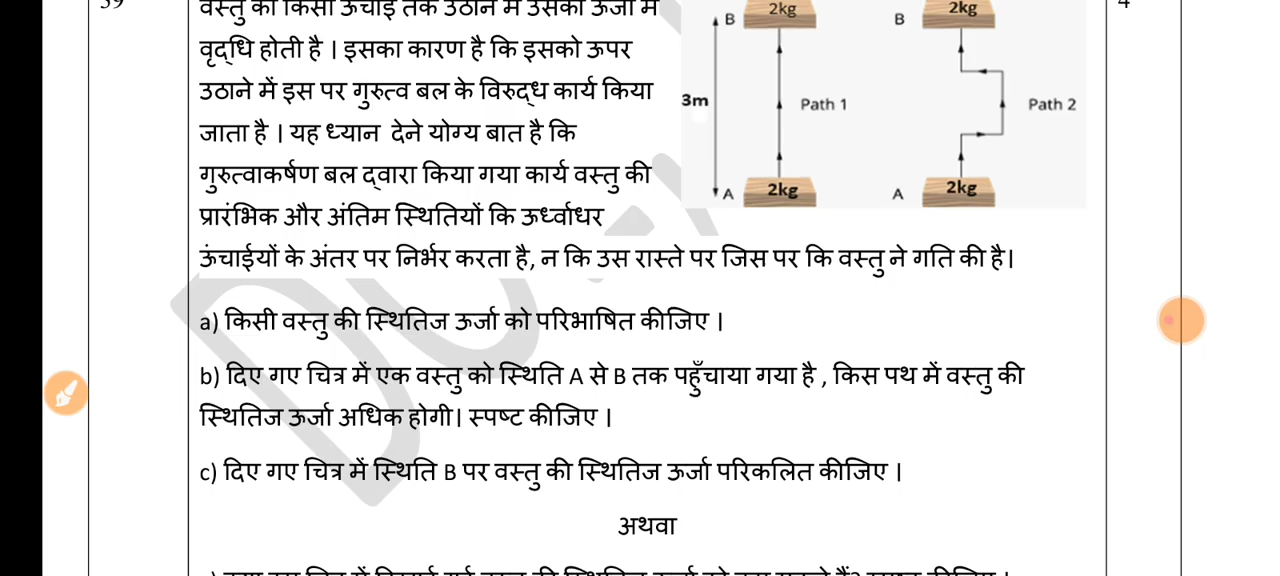 39
4
वस्तु को किसी ऊंचाई तक उठाने में उसकी ऊर्जा में
वृद्धि होती है। इसका कारण है कि इसको ऊपर
उठाने में इस पर गुरुत्व बल के विरुद्ध कार्य किया
जाता है। यह ध्यान देने योग्य बात है कि
गुरुत्वाकर्षण बल द्वारा किया गया कार्य वस्तु की
प्रारंभिक और अंतिम स्थितियों कि ऊर्ध्वाधर
ऊंचाईयों के अंतर पर निर्भर करता है, न कि उस रास्ते पर जिस पर कि वस्तु ने गति की है।
B 2kg
3m Path 1
A 2kg
B 2kg
Path 2
A 2kg
a) किसी वस्तु की स्थितिज ऊर्जा को परिभाषित कीजिए ।
b) दिए गए चित्र में एक वस्तु को स्थिति A से B तक पहुँचाया गया है , किस पथ में वस्तु की
स्थितिज ऊर्जा अधिक होगी। स्पष्ट कीजिए ।
c) दिए गए चित्र में स्थिति B पर वस्तु की स्थितिज ऊर्जा परिकलित कीजिए ।
अथवा